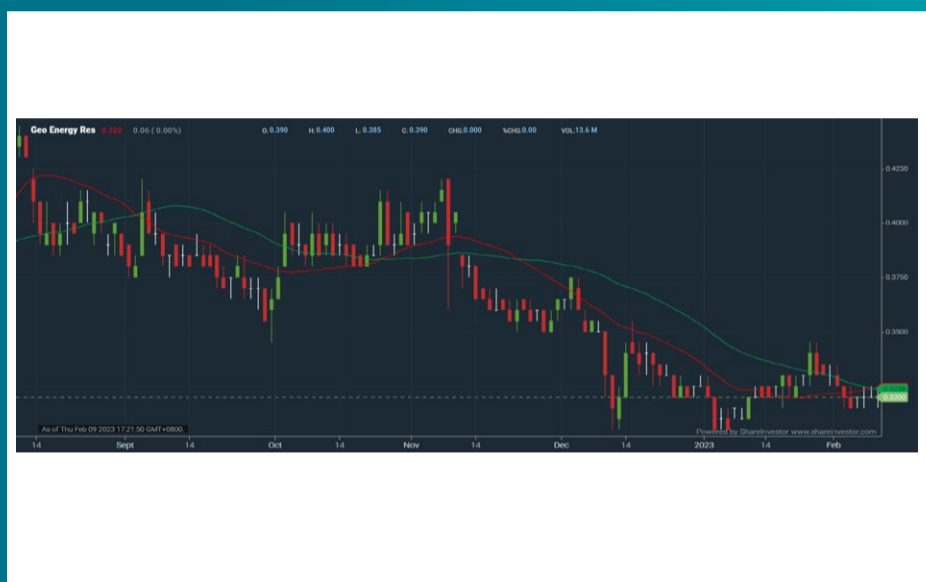 Geo Energy Res 0.320 0.06 ( 0.00%) O: 0.390 H: 0.400 L: 0.385 C: 0.390 CHG:0.000 %CHG:0.00 VOL:13.6 M
0.4250
0.4000
0.3750
0.3500
0.3200
As of Thu Feb 09 2023 17:21.50 GMT+0800
Powered by ShareInvestor www.shareinvestor.com
14 Sept 14 Oct 14 Nov 14 Dec 14 2023 14 Feb